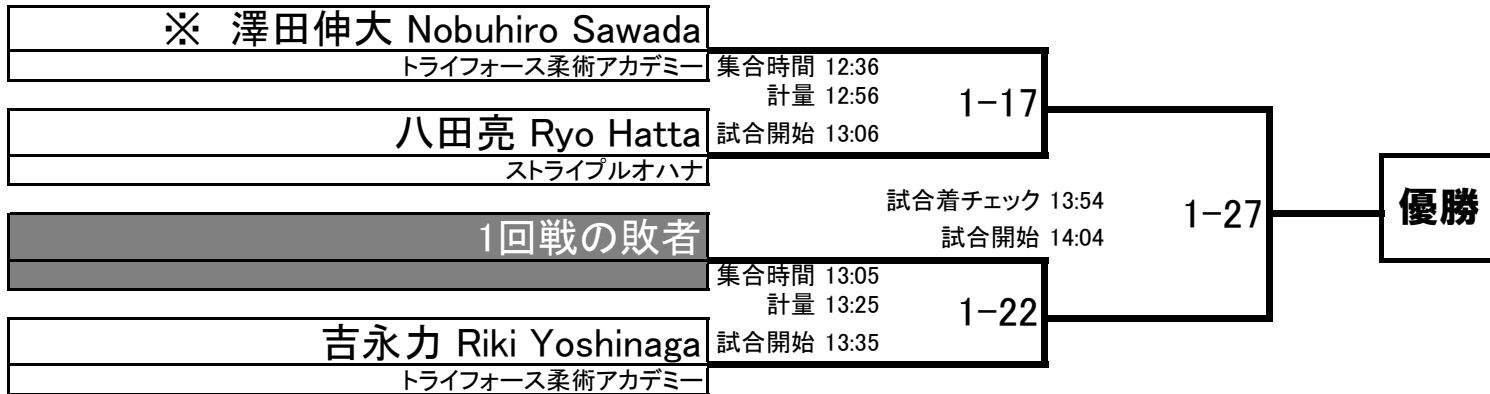 ※ 澤田伸大 Nobuhiro Sawada
トライフォース柔術アカデミー
集合時間 12:36
計量 12:56
1-17
八田亮 Ryo Hatta
試合開始 13:06
ストライプルオハナ
試合着チェック 13:54
試合開始 14:04
1-27
優勝
1回戦の敗者
集合時間 13:05
計量 13:25
1-22
吉永力 Riki Yoshinaga
試合開始 13:35
トライフォース柔術アカデミー